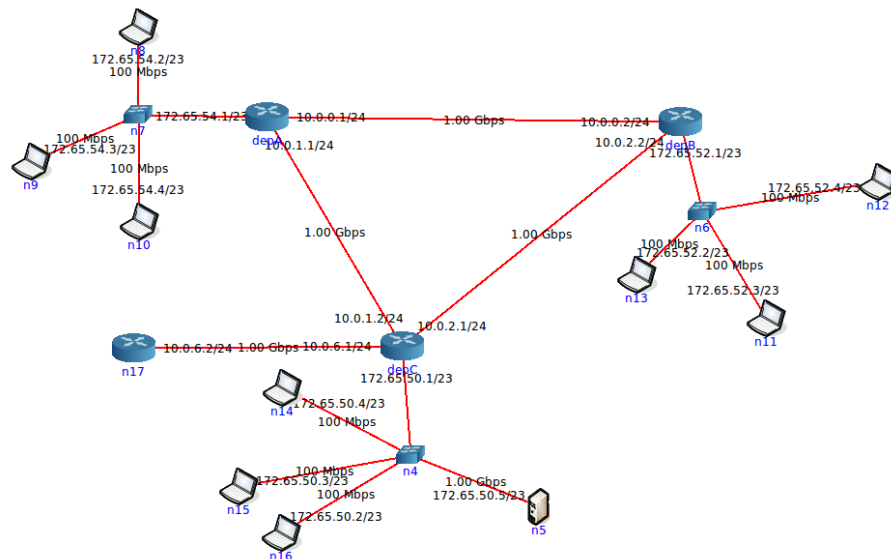 n8
172.65.54.2/23
100 Mbps
172.65.54.1/23
n7
depA
10.0.0.1/24
1.00 Gbps
10.0.0.2/24
depB
10.0.1.1/24
10.0.2.2/24
172.65.52.1/23
100 Mbps
172.65.54.3/23
n9
100 Mbps
172.65.54.4/23
n10
172.65.52.4/23
100 Mbps
n12
n6
100 Mbps
172.65.52.2/23
n13
100 Mbps
172.65.52.3/23
n11
1.00 Gbps
1.00 Gbps
10.0.1.2/24
10.0.2.1/24
10.0.6.2/24
1.00 Gbps
10.0.6.1/24
n17
depC
172.65.50.1/23
n14
172.65.50.4/23
100 Mbps
n4
100 Mbps
172.65.50.3/23
n15
100 Mbps
172.65.50.2/23
n16
1.00 Gbps
172.65.50.5/23
n5